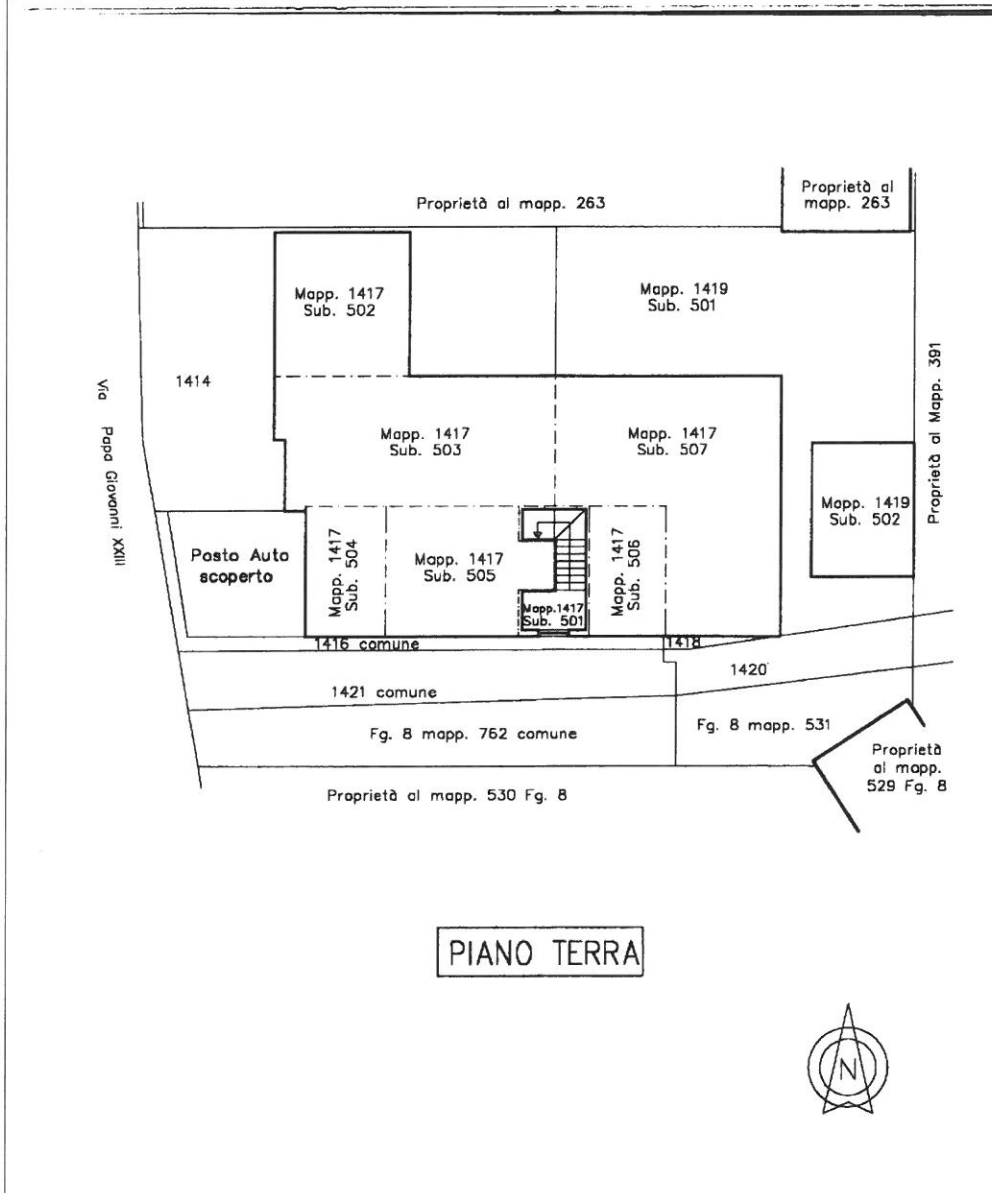 Proprietà al
mapp. 263
Proprietà al mapp. 263
Mapp. 1417
Sub. 502
Mapp. 1419
Sub. 501
1414
Via Papa Giovanni XXIII
Mapp. 1417
Sub. 503
Mapp. 1417
Sub. 507
Proprietà al Mapp. 391
Mapp. 1419
Sub. 502
Posto Auto
scoperto
Mapp. 1417
Sub. 504
Mapp. 1417
Sub. 505
Mapp. 1417
Sub. 506
Mapp.1417
Sub. 501
1416 comune
1418
1420
1421 comune
Fg. 8 mapp. 762 comune
Fg. 8 mapp. 531
Proprietà
al mapp.
529 Fg. 8
Proprietà al mapp. 530 Fg. 8
PIANO TERRA
N